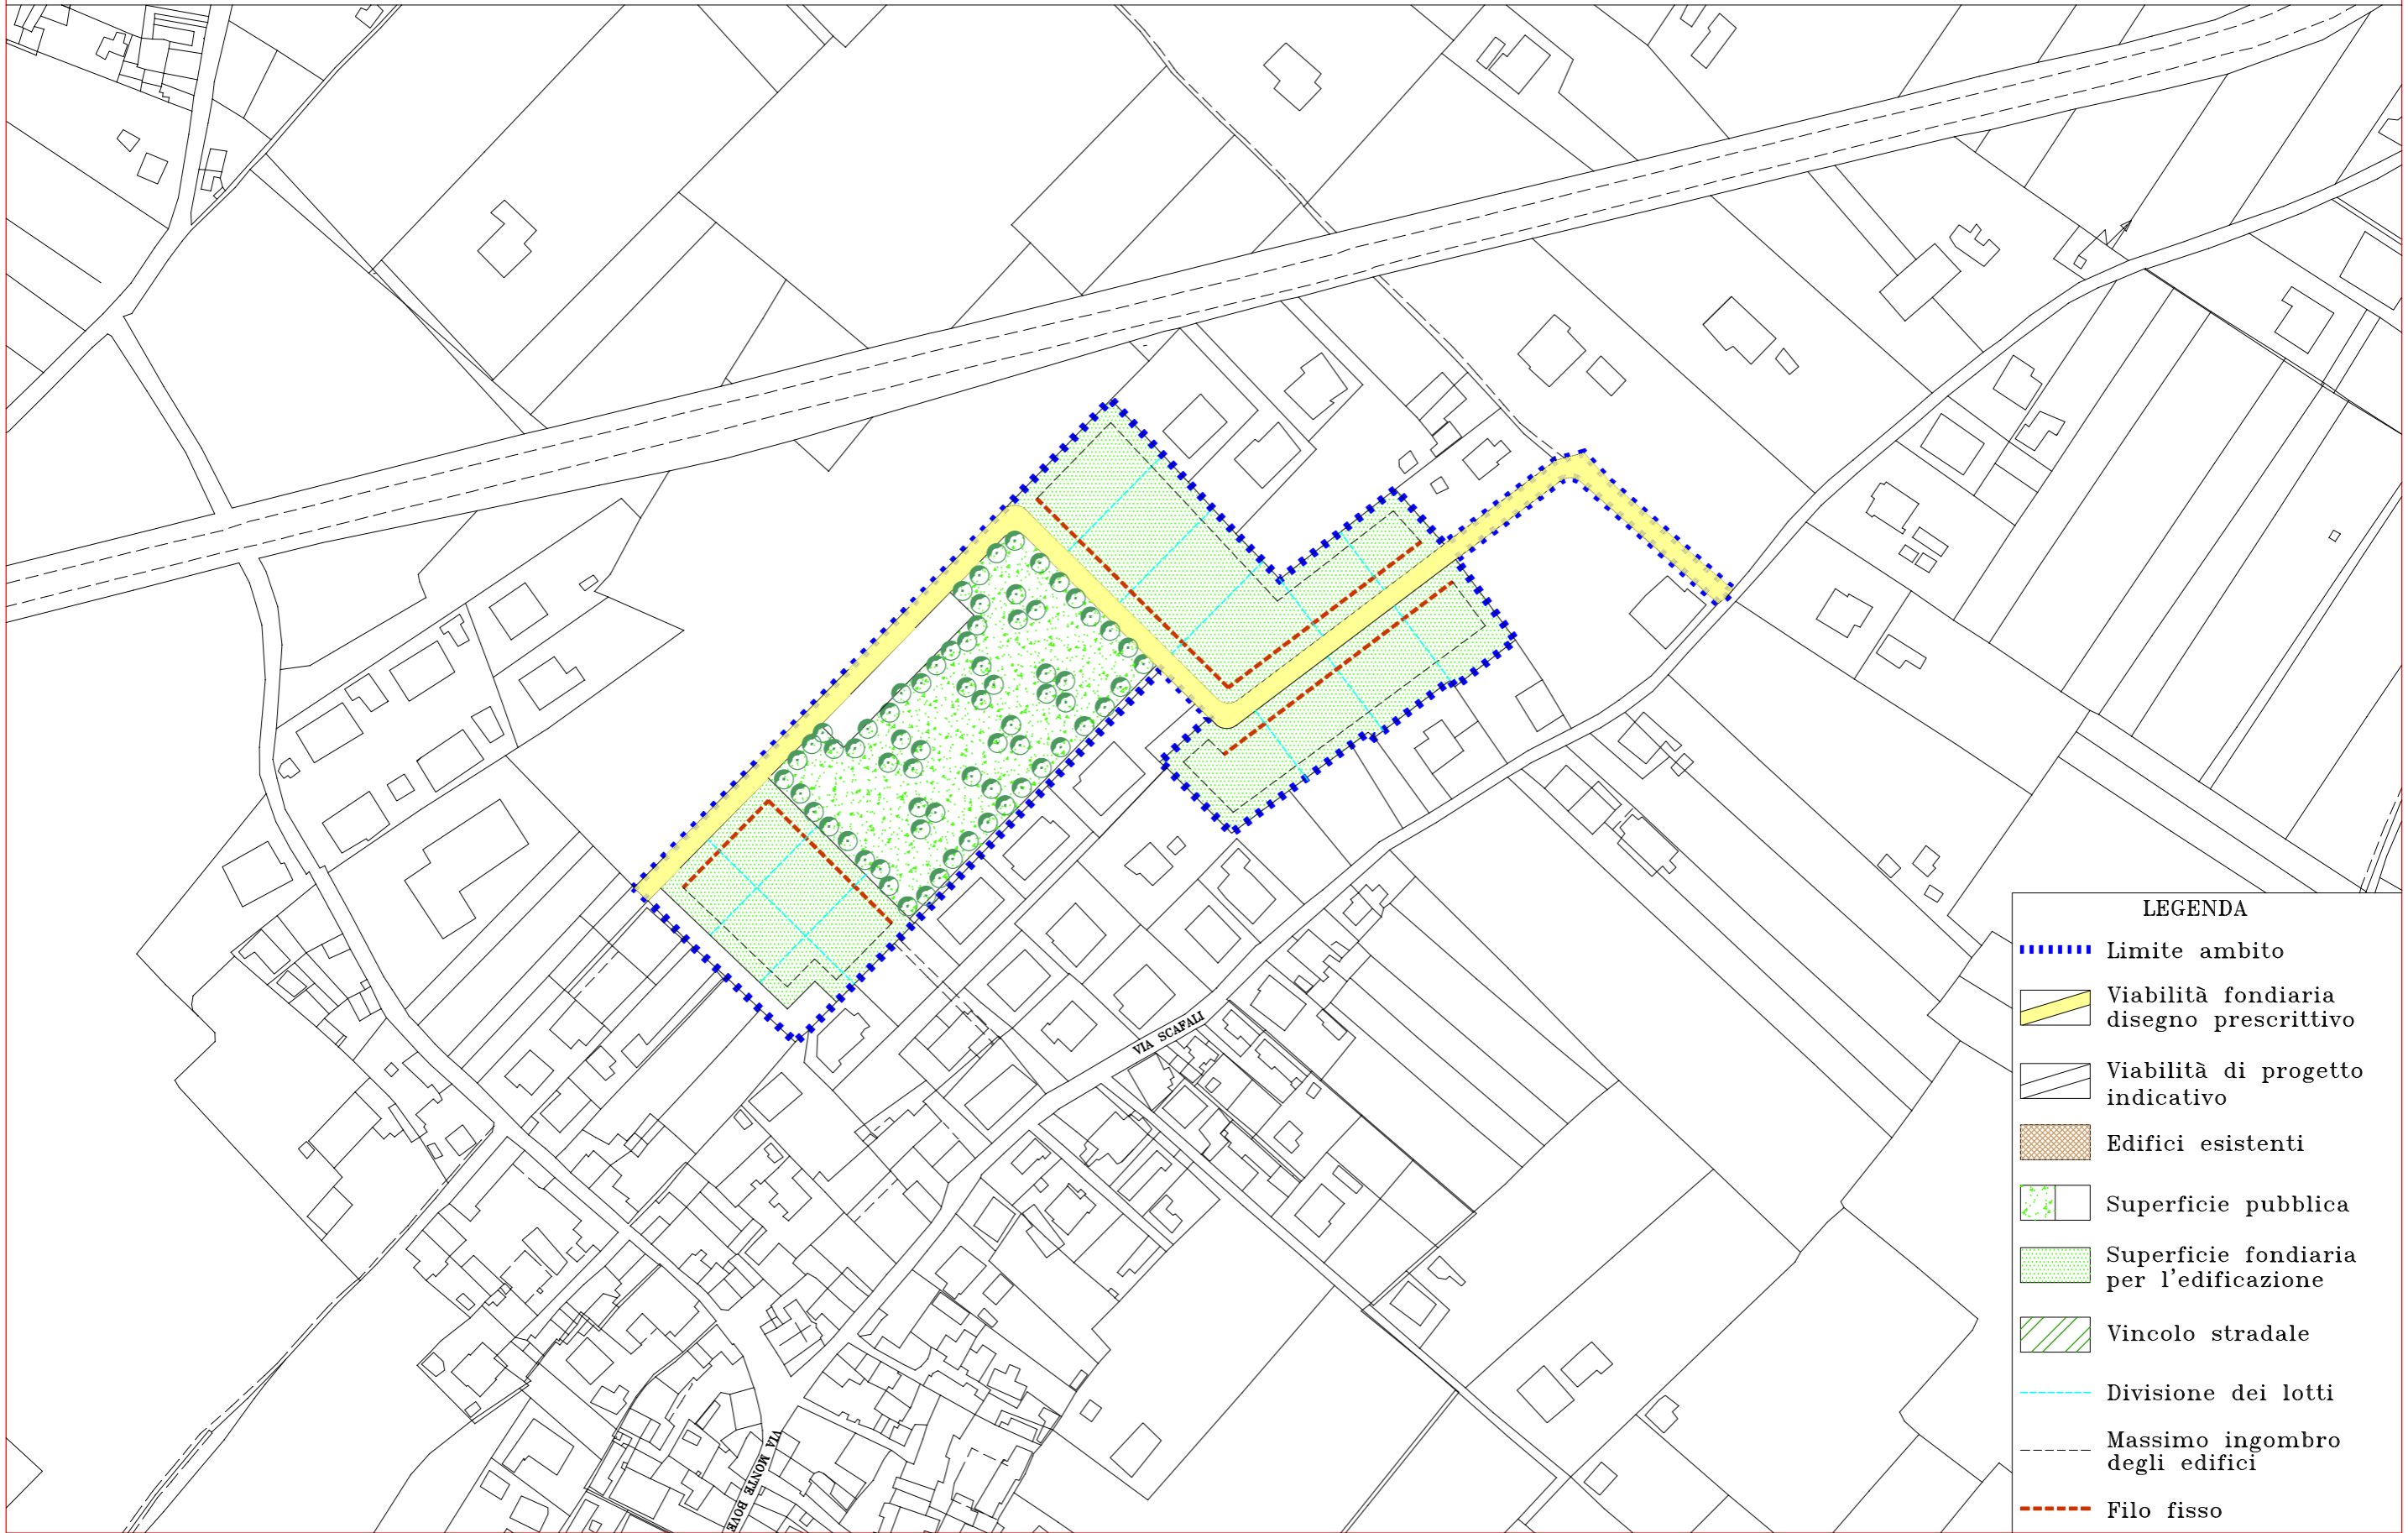 VIA SCAFALI
VIA MONTE BOVE
LEGENDA
Limite ambito
Viabilità fondiaria
disegno prescrittivo
Viabilità di progetto
indicativo
Edifici esistenti
Superficie pubblica
Superficie fondiaria
per l'edificazione
Vincolo stradale
Divisione dei lotti
Massimo ingombro
degli edifici
Filo fisso